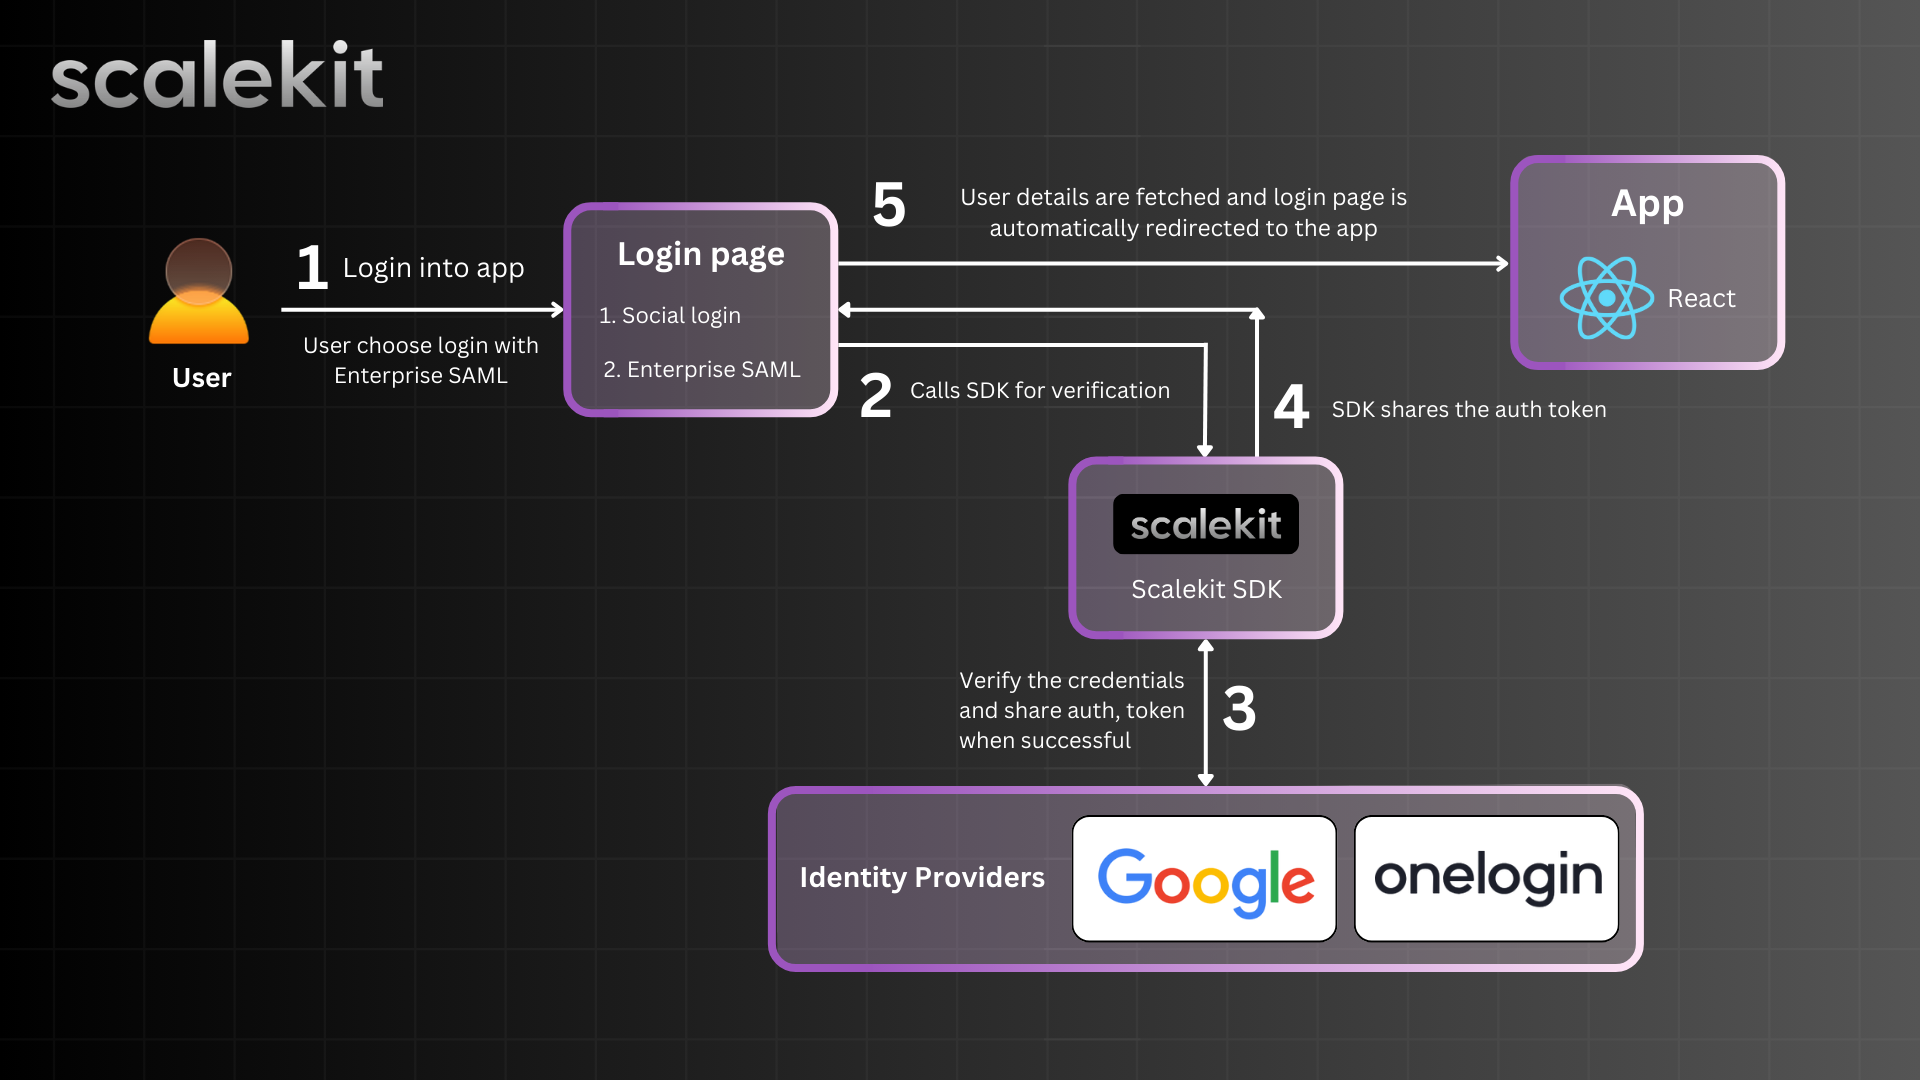 scalekit
1 Login into app
User choose login with
Enterprise SAML
User
Login page
1. Social login
2. Enterprise SAML
5
User details are fetched and login page is
automatically redirected to the app
App
React
2 Calls SDK for verification
4 SDK shares the auth token
scalekit
Scalekit SDK
Verify the credentials
and share auth, token
when successful
3
Identity Providers
Google
onelogin